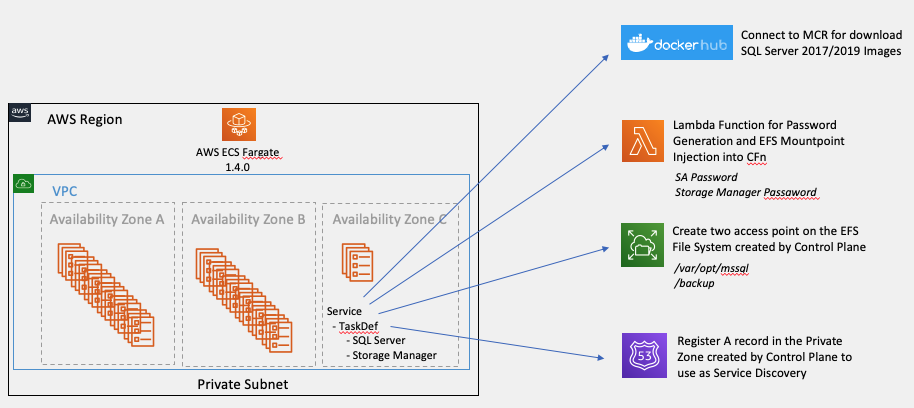 docker hub
Connect to MCR for download
SQL Server 2017/2019 Images
aws
AWS Region
AWS ECS Fargate
1.4.0
VPC
Availability Zone A
Availability Zone B
Availability Zone C
Service
- TaskDef
- SQL Server
- Storage Manager
Private Subnet
Lambda Function for Password
Generation and EFS Mountpoint
Injection into CFn
SA Password
Storage Manager Passaword
Create two access point on the EFS
File System created by Control Plane
/var/opt/mssql
/backup
53
Register A record in the Private
Zone created by Control Plane to
use as Service Discovery